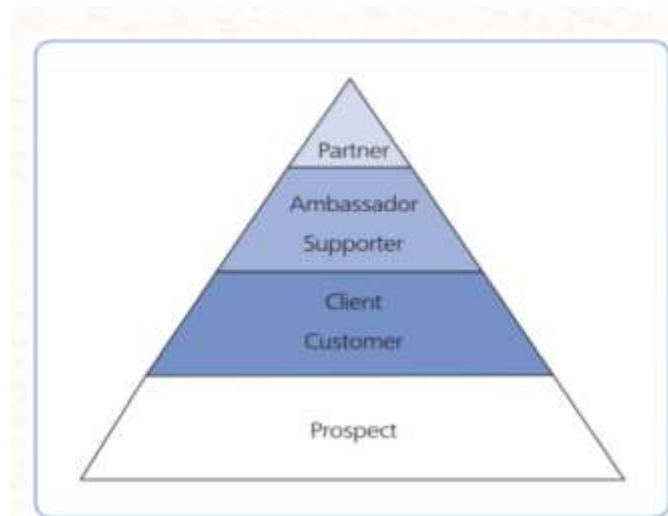 Partner
Ambassador
Supporter
Client
Customer
Prospect